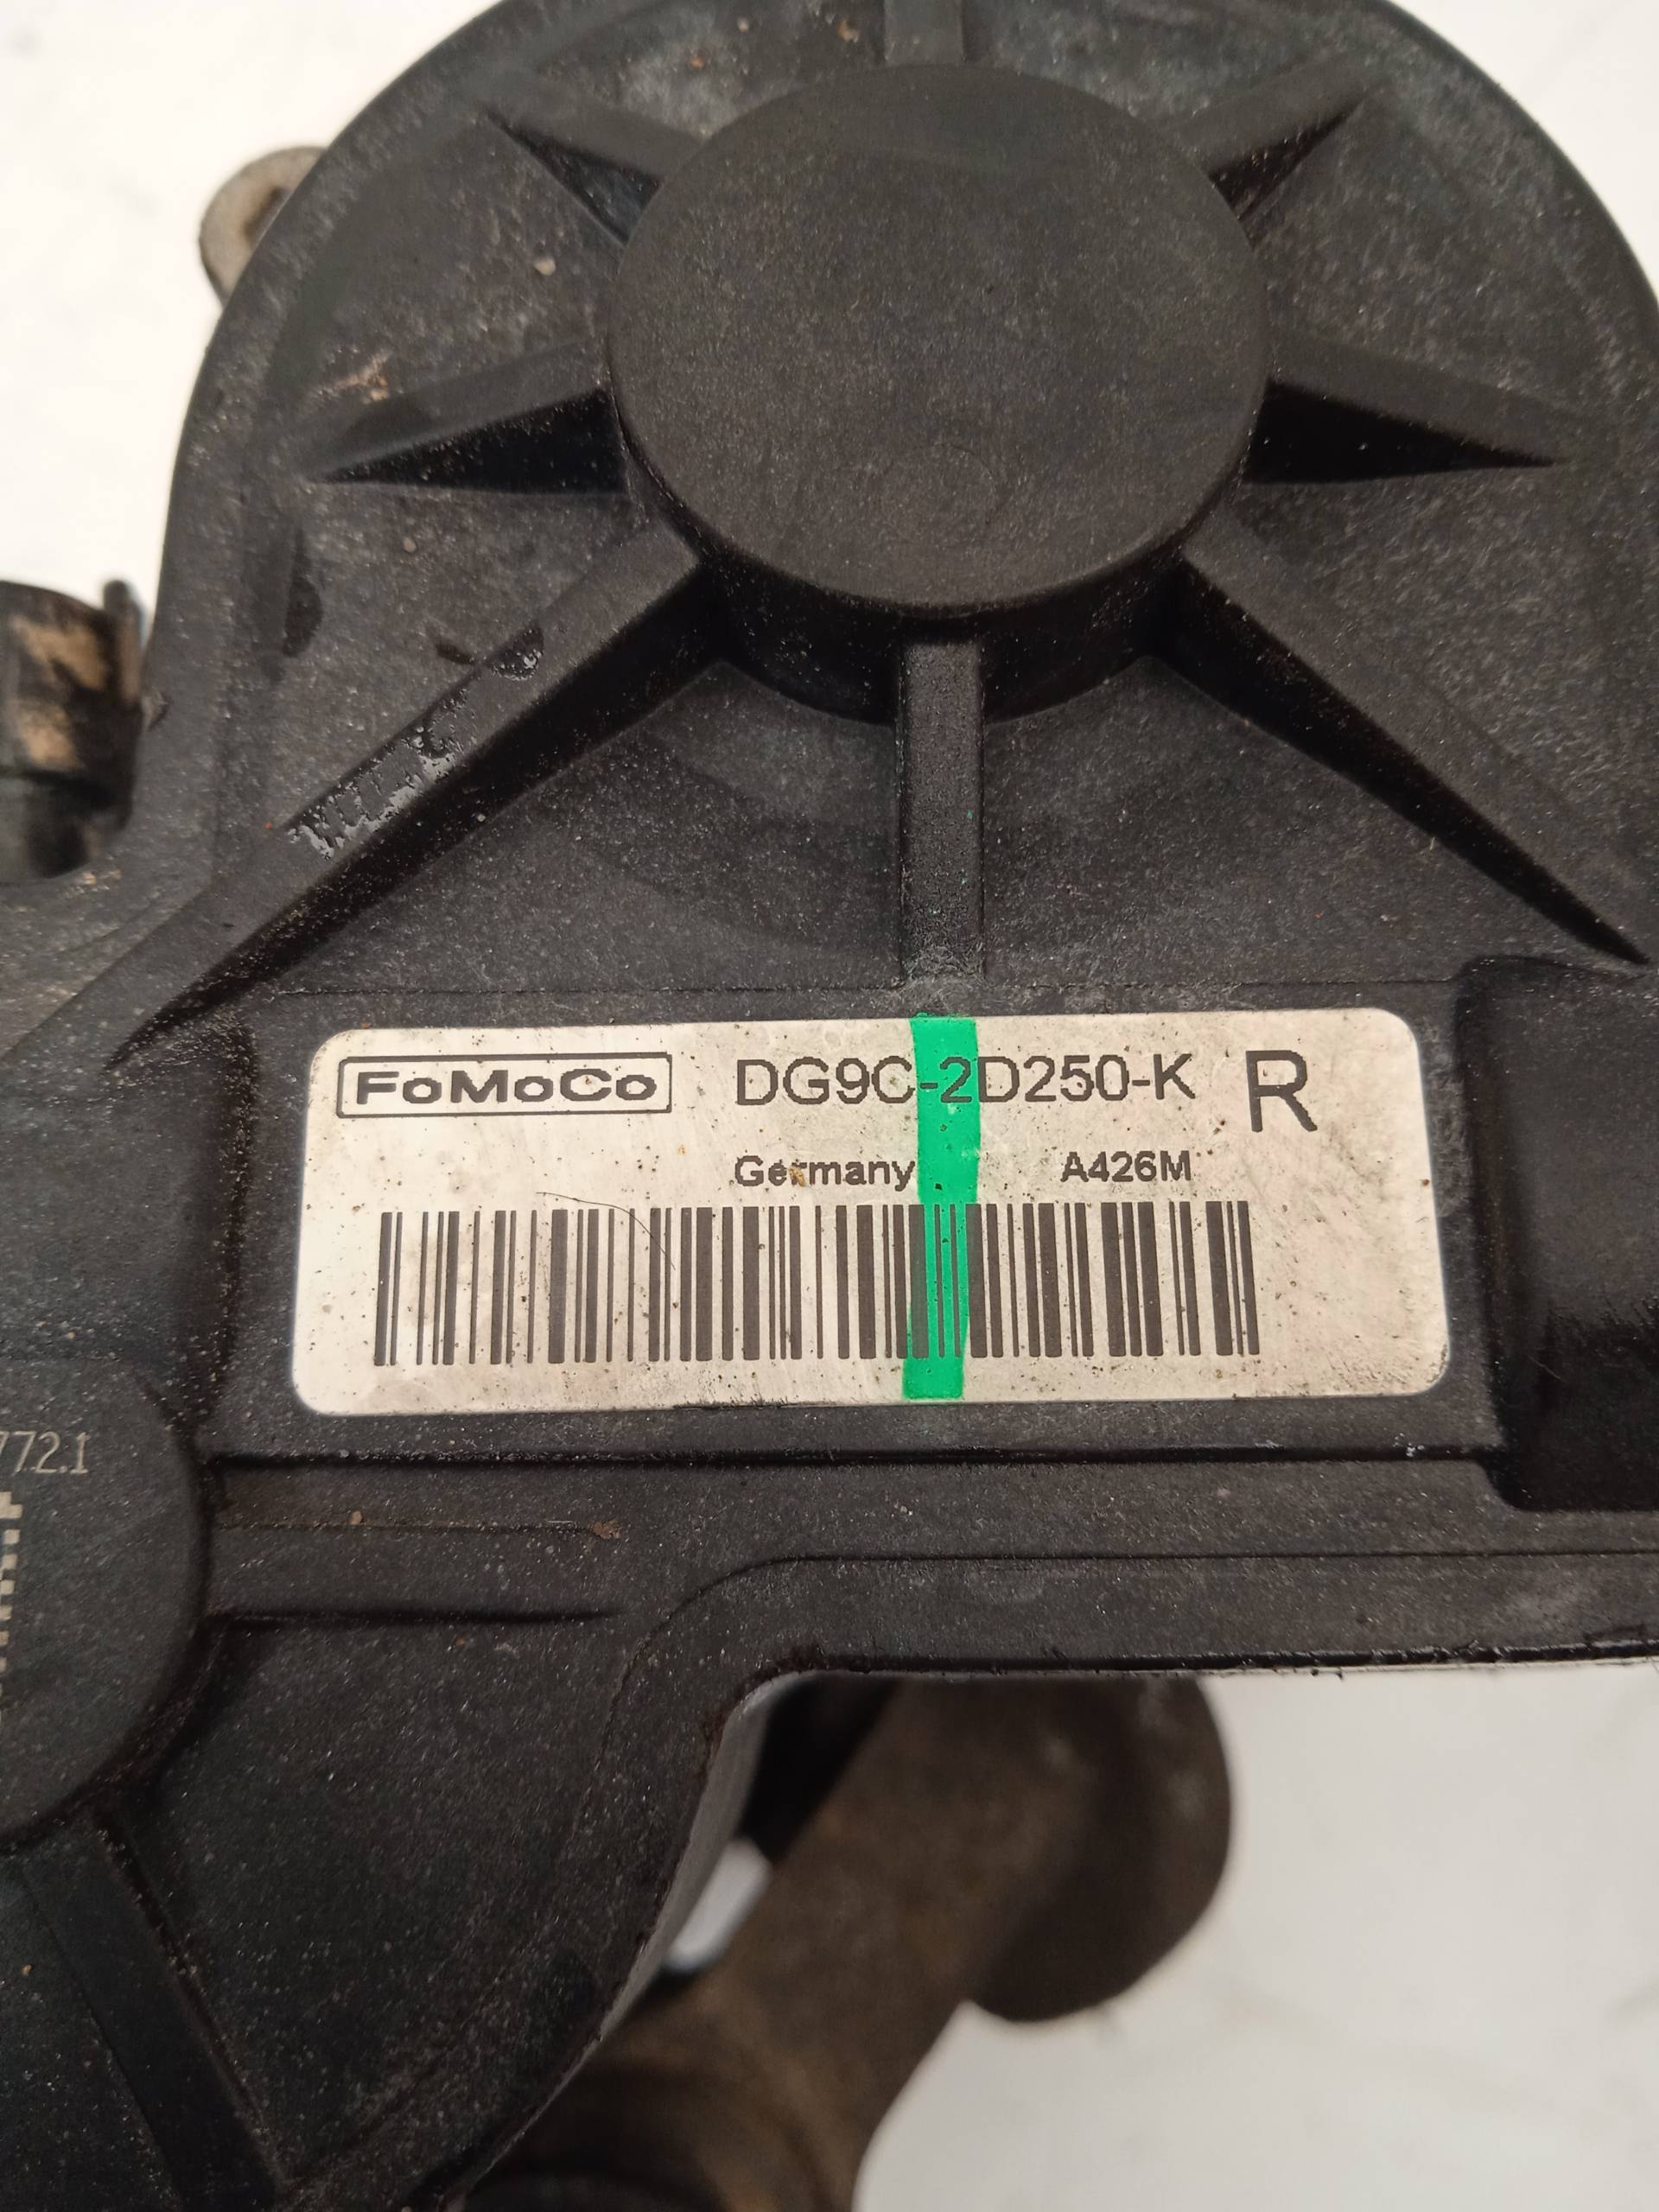 FoMoCo DG9C-2D250-K R
Germany A426M
772.1